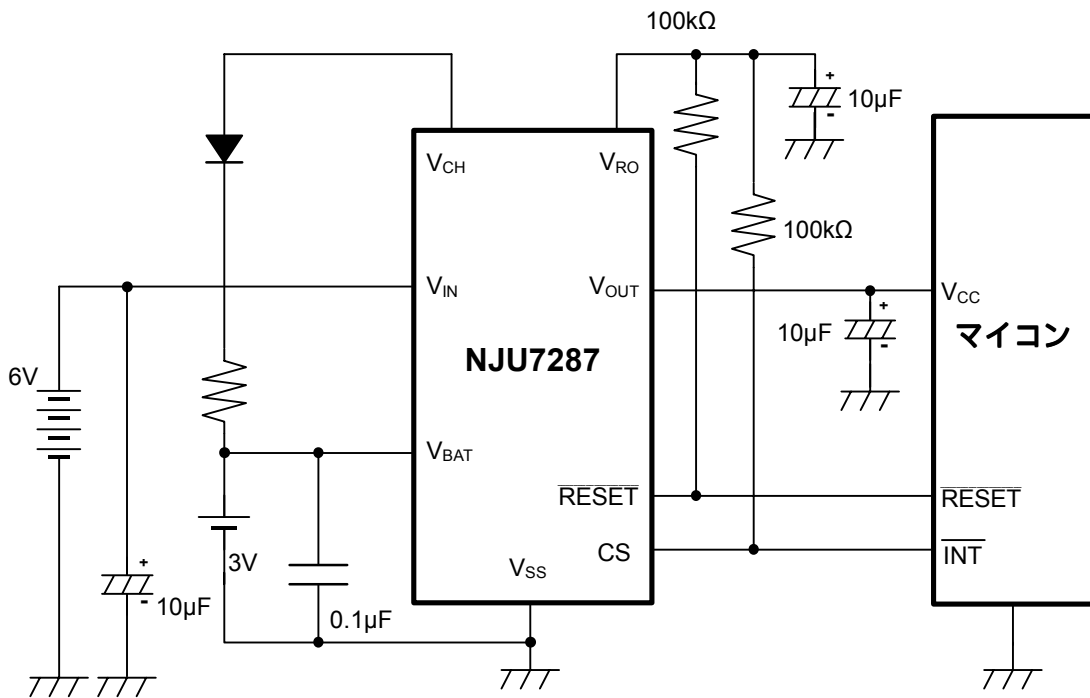 100kΩ
+
10µF
-
V_CH
V_RO
100kΩ
V_IN
V_OUT
V_CC
+
10µF
-
マイコン
NJU7287
6V
V_BAT
RESET
RESET
3V
CS
INT
V_SS
+
10µF
-
0.1µF